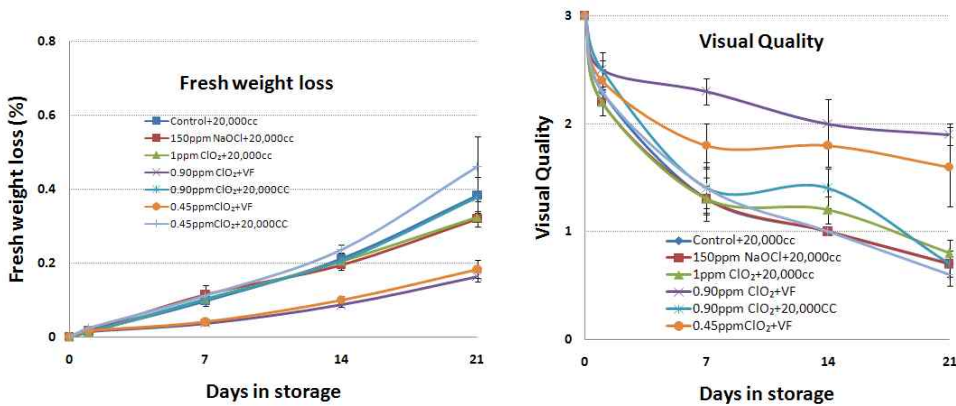 Fresh weight loss
Fresh weight loss (%)
0.8
0.6
0.4
0.2
0
Control+20,000cc
150ppm NaOCl+20,000cc
1ppm ClO₂+20,000cc
0.90ppm ClO₂+VF
0.90ppm ClO₂+20,000CC
0.45ppmClO₂+VF
0.45ppmClO₂+20,000CC
0 7 14 21
Days in storage
Visual Quality
Visual Quality
3
2
1
0
Control+20,000cc
150ppm NaOCl+20,000cc
1ppm ClO₂+20,000cc
0.90ppm ClO₂+VF
0.90ppm ClO₂+20,000CC
0.45ppmClO₂+VF
0 7 14 21
Days in storage